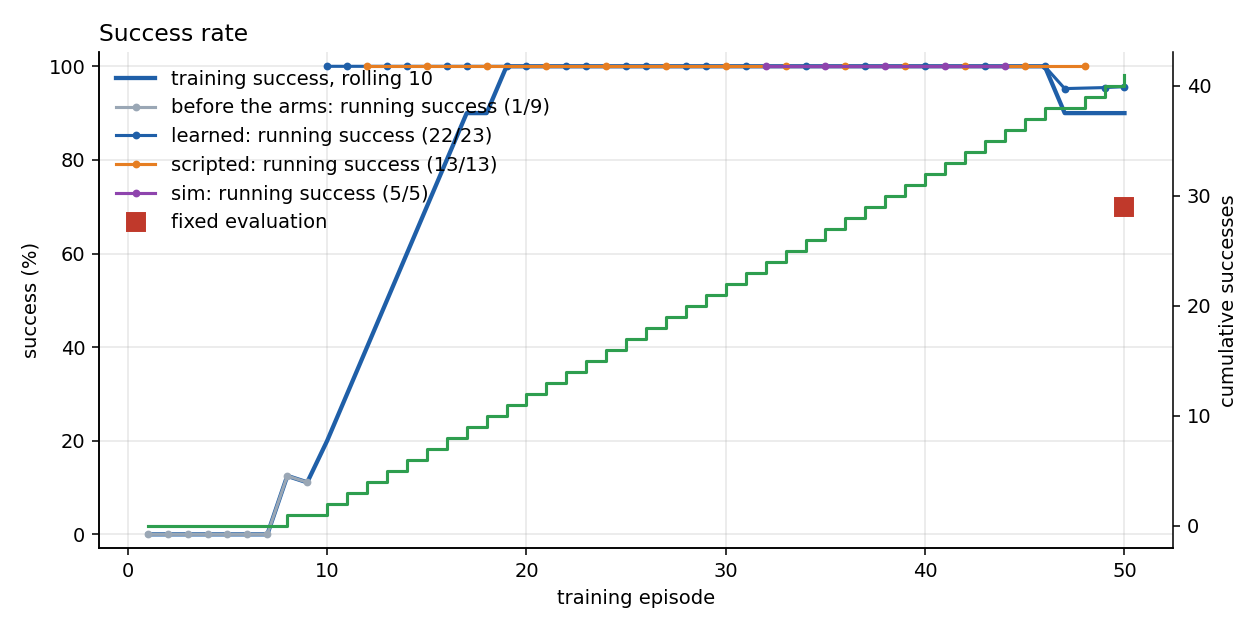 Success rate
100
80
60
40
20
0
success (%)
training success, rolling 10
before the arms: running success (1/9)
learned: running success (22/23)
scripted: running success (13/13)
sim: running success (5/5)
fixed evaluation
40
30
20
10
0
cumulative successes
0 10 20 30 40 50
training episode